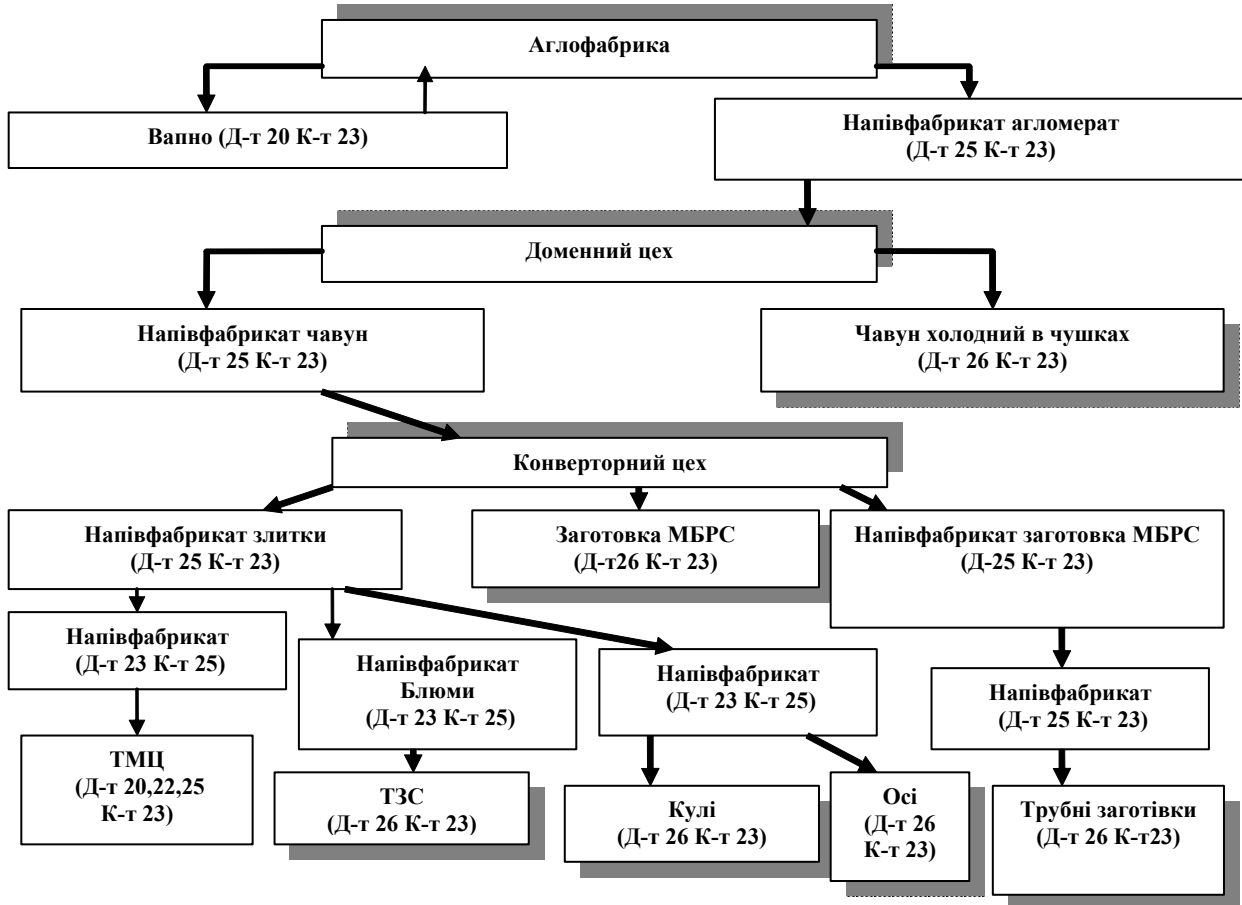 Аглофабрика
Вапно (Д-т 20 К-т 23)
Напівфабрикат агломерат
(Д-т 25 К-т 23)
Доменний цех
Напівфабрикат чавун
(Д-т 25 К-т 23)
Чавун холодний в чушках
(Д-т 26 К-т 23)
Конверторний цех
Напівфабрикат злитки
(Д-т 25 К-т 23)
Заготовка МБРС
(Д-т26 К-т 23)
Напівфабрикат заготовка МБРС
(Д-25 К-т 23)
Напівфабрикат
(Д-т 23 К-т 25)
Напівфабрикат
Блюми
(Д-т 23 К-т 25)
Напівфабрикат
(Д-т 23 К-т 25)
Напівфабрикат
(Д-т 25 К-т 23)
ТМЦ
(Д-т 20,22,25
К-т 23)
ТЗС
(Д-т 26 К-т 23)
Кулі
(Д-т 26 К-т 23)
Осі
(Д-т 26
К-т 23)
Трубні заготівки
(Д-т 26 К-т23)